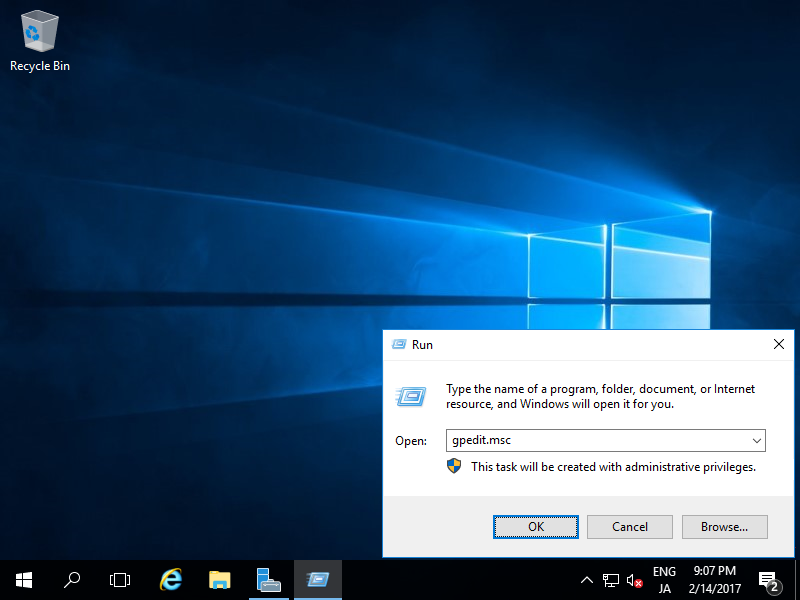 Recycle Bin
Run
Type the name of a program, folder, document, or Internet
resource, and Windows will open it for you.
Open:
gpedit.msc
This task will be created with administrative privileges.
OK
Cancel
Browse...
ENG
JA
9:07 PM
2/14/2017
2